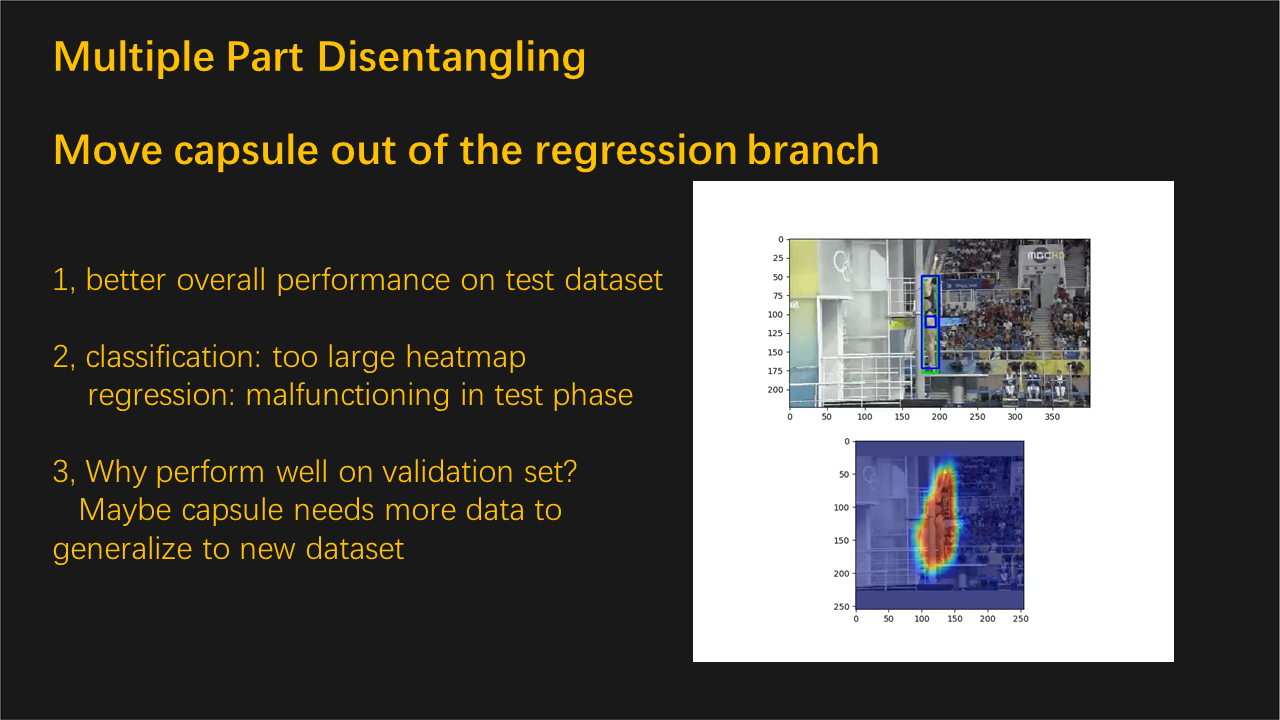 Multiple Part Disentangling
Move capsule out of the regression branch
1, better overall performance on test dataset
2, classification: too large heatmap
regression: malfunctioning in test phase
3, Why perform well on validation set?
Maybe capsule needs more data to
generalize to new dataset
0
25
50
75
100
125
150
175
200
0 50 100 150 200 250 300 350
MBC HD
0
50
100
150
200
250
0 50 100 150 200 250